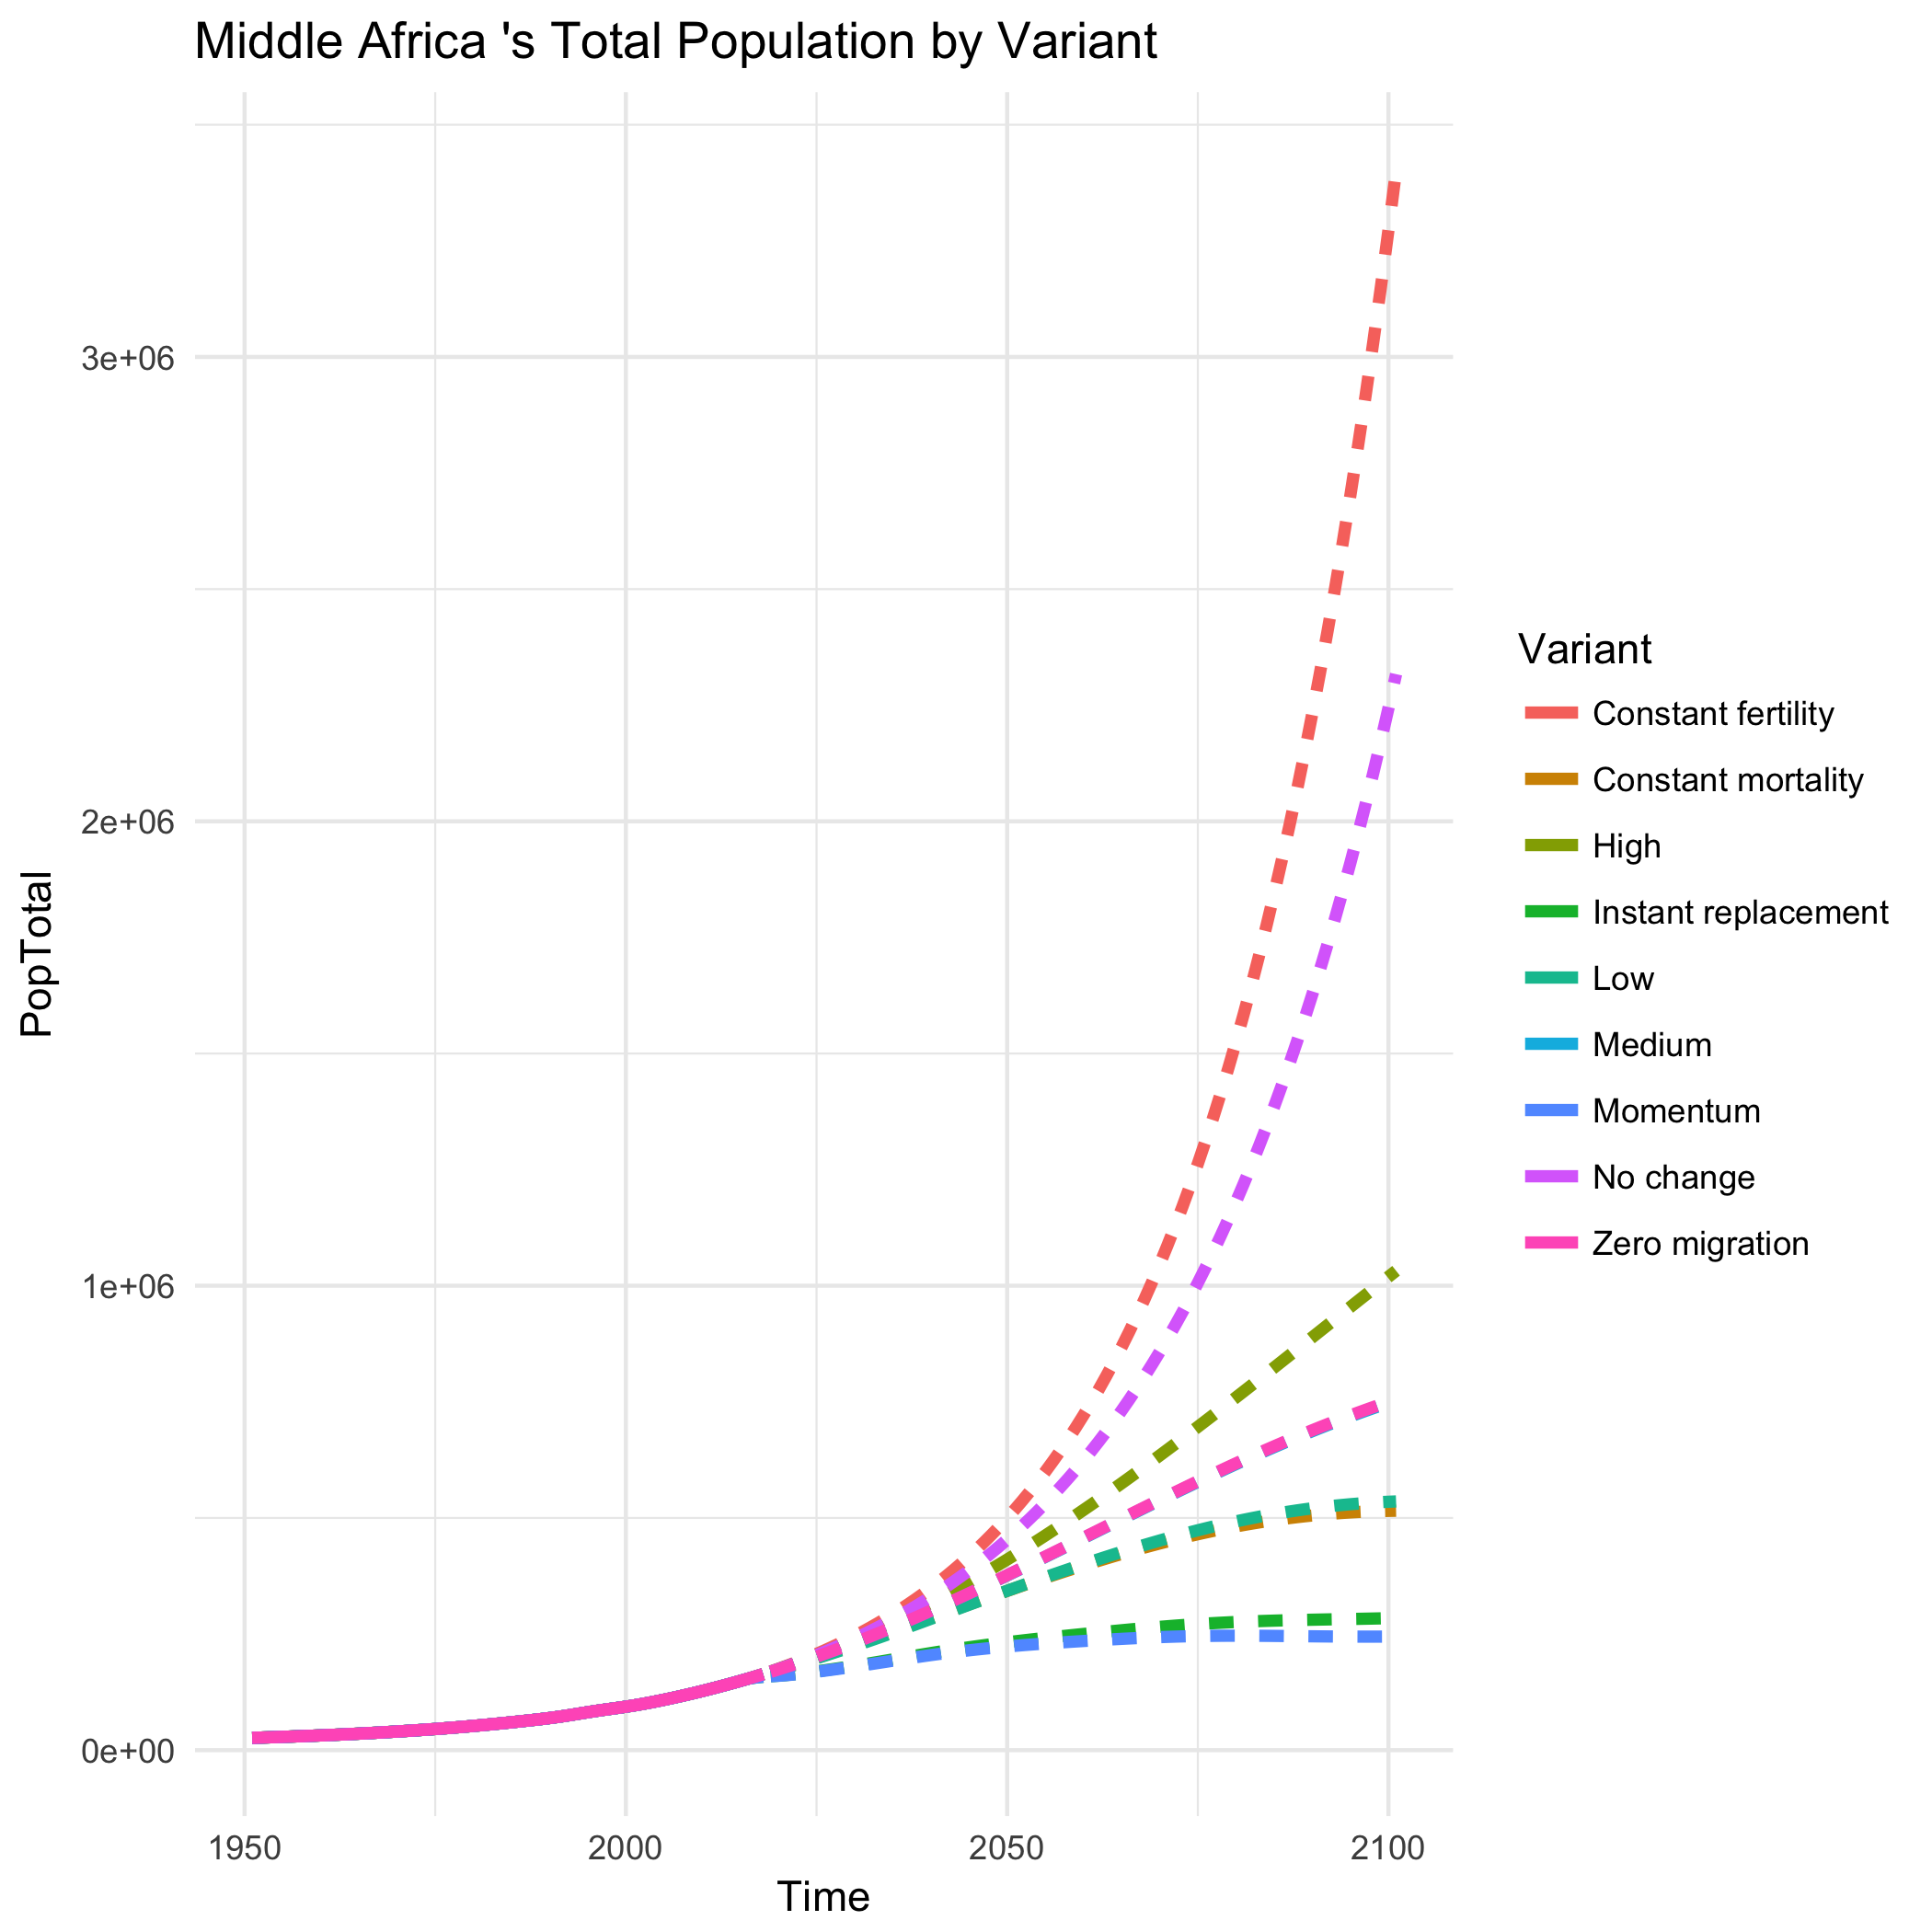 Middle Africa 's Total Population by Variant
3e+06
2e+06
1e+06
0e+00
PopTotal
1950 2000 2050 2100
Time
Variant
Constant fertility
Constant mortality
High
Instant replacement
Low
Medium
Momentum
No change
Zero migration